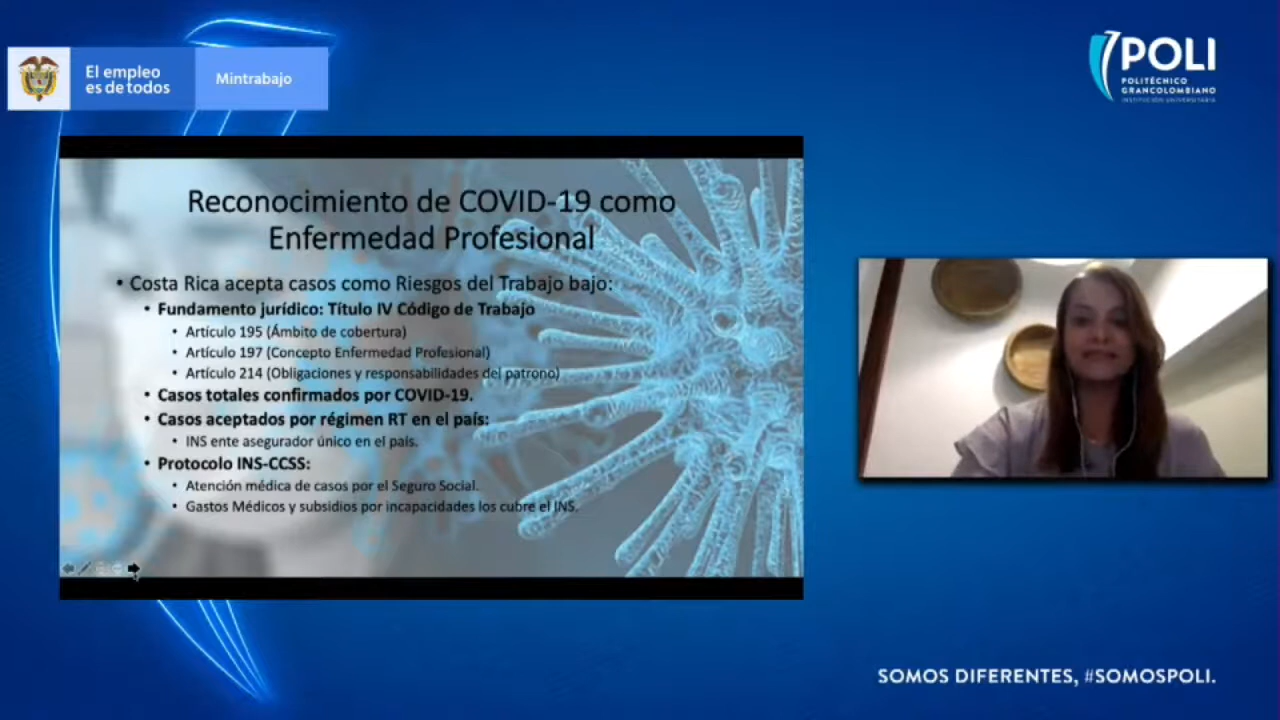 El empleo
es de todos
Mintrabajo
POLI
POLITÉCNICO
GRANCOLOMBIANO
INSTITUCIÓN UNIVERSITARIA
Reconocimiento de COVID-19 como
Enfermedad Profesional
• Costa Rica acepta casos como Riesgos del Trabajo bajo:
• Fundamento jurídico: Título IV Código de Trabajo
• Artículo 195 (Ámbito de cobertura)
• Artículo 197 (Concepto Enfermedad Profesional)
• Artículo 214 (Obligaciones y responsabilidades del patrono)
• Casos totales confirmados por COVID-19.
• Casos aceptados por régimen RT en el país:
• INS ente asegurador único en el país.
• Protocolo INS-CCSS:
• Atención médica de casos por el Seguro Social.
• Gastos Médicos y subsidios por incapacidades los cubre el INS.
SOMOS DIFERENTES, #SOMOSPOLI.